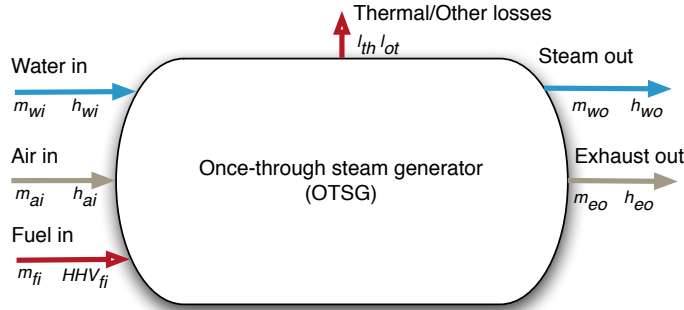 Thermal/Other losses
l_th l_ot
Water in
Steam out
m_wi h_wi
m_wo h_wo
Air in
Once-through steam generator
(OTSG)
Exhaust out
m_ai h_ai
m_eo h_eo
Fuel in
m_fi HHV_fi